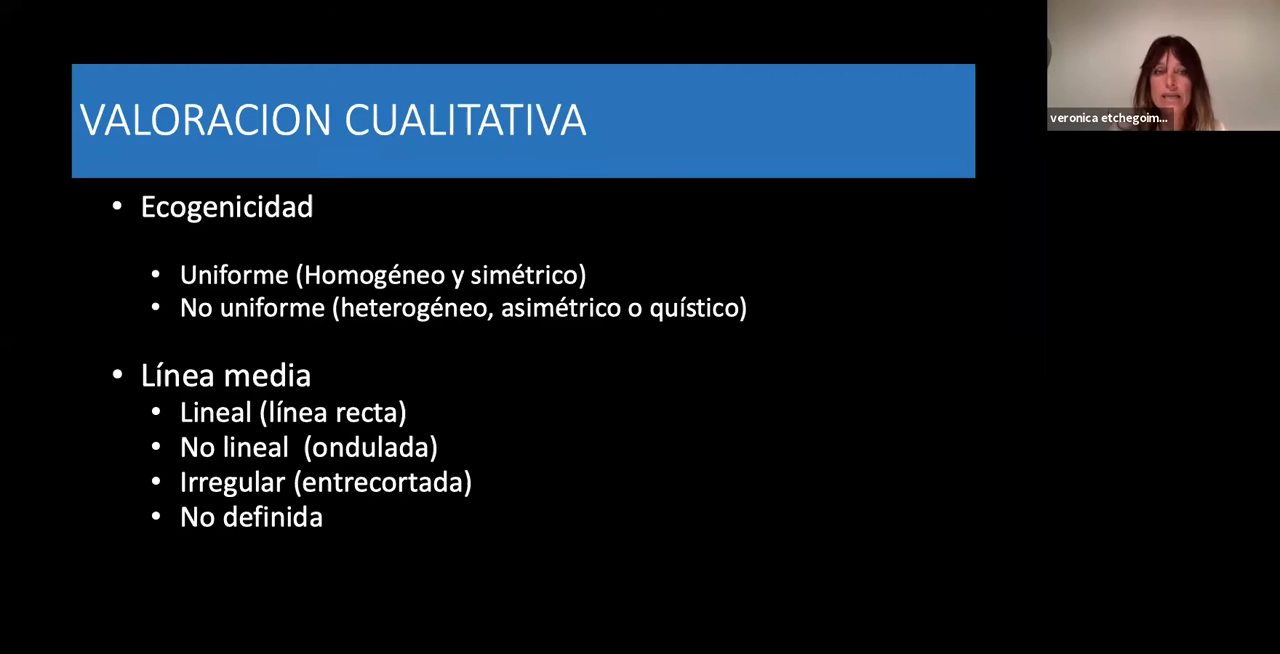 VALORACION CUALITATIVA
veronica etchegoim...
• Ecogenicidad
• Uniforme (Homogéneo y simétrico)
• No uniforme (heterogéneo, asimétrico o quístico)
• Línea media
• Lineal (línea recta)
• No lineal (ondulada)
• Irregular (entrecortada)
• No definida